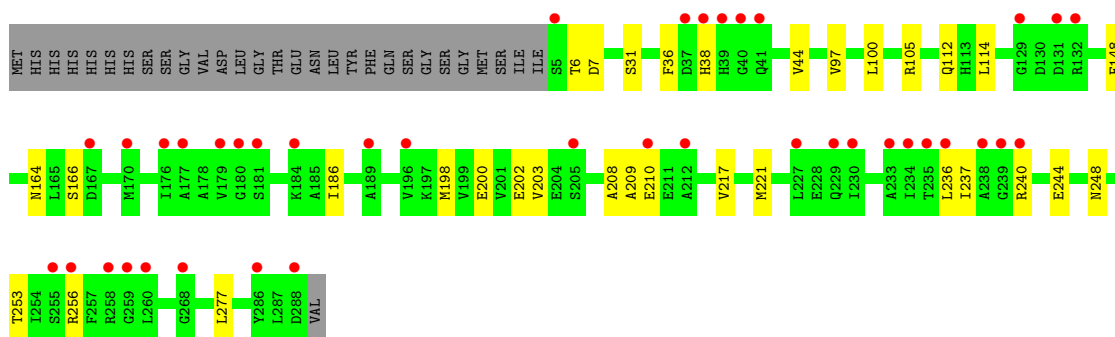 MET HIS HIS HIS HIS HIS HIS SER SER GLY VAL ASP LEU GLY THR GLU ASN LEU TYR PHE GLN SER GLY SER GLY MET SER ILE ILE S5 T6 D7 S31 F36 D37 H38 H39 G40 Q41 V44 V97 L100 R105 Q112 H113 L114 G129 D130 D131 R132
N164 L165 S166 D167 M170 I176 A177 A178 V179 G180 S181 K184 A185 I186 A189 V196 K197 M198 V199 E200 V201 E202 V203 E204 S205 A208 A209 E210 E211 A212 V217 M221 L227 E228 Q229 I230 A233 I234 T235 L236 I237 A238 G239 R240 E244 N248
T253 I254 S255 R256 F257 R258 G259 L260 G268 L277 Y286 L287 D288 VAL